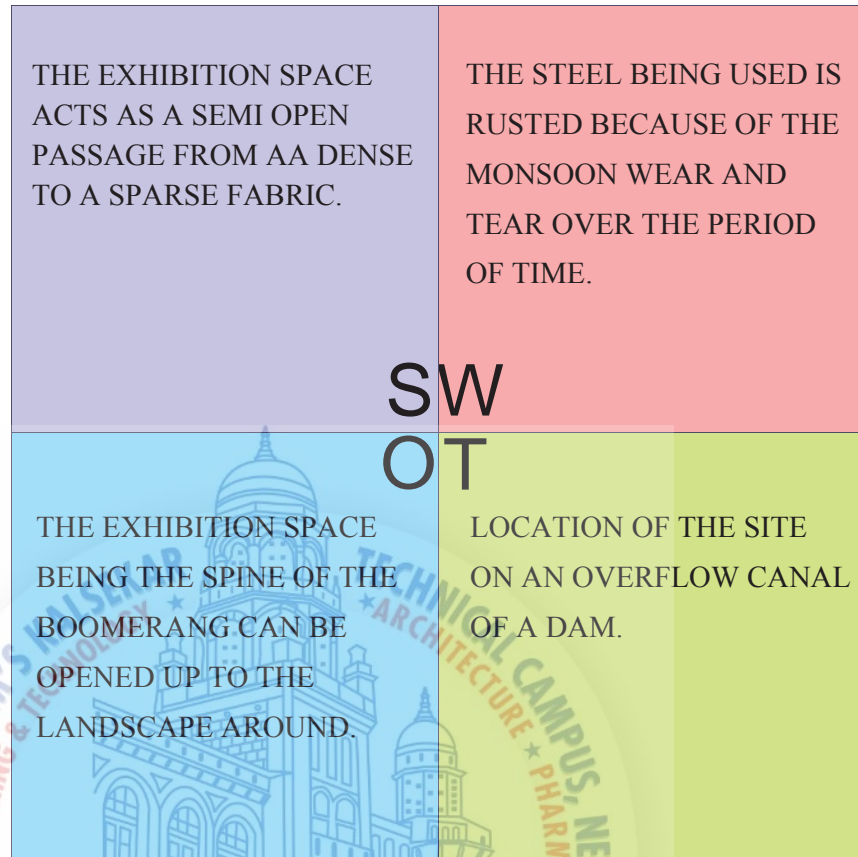 THE EXHIBITION SPACE
ACTS AS A SEMI OPEN
PASSAGE FROM AA DENSE
TO A SPARSE FABRIC.
THE STEEL BEING USED IS
RUSTED BECAUSE OF THE
MONSOON WEAR AND
TEAR OVER THE PERIOD
OF TIME.
SW
OT
THE EXHIBITION SPACE
BEING THE SPINE OF THE
BOOMERANG CAN BE
OPENED UP TO THE
LANDSCAPE AROUND.
LOCATION OF THE SITE
ON AN OVERFLOW CANAL
OF A DAM.
KALSEKAR TECHNICAL CAMPUS,
& TECHNOLOGY ★ ★ ARCHITECTURE ★